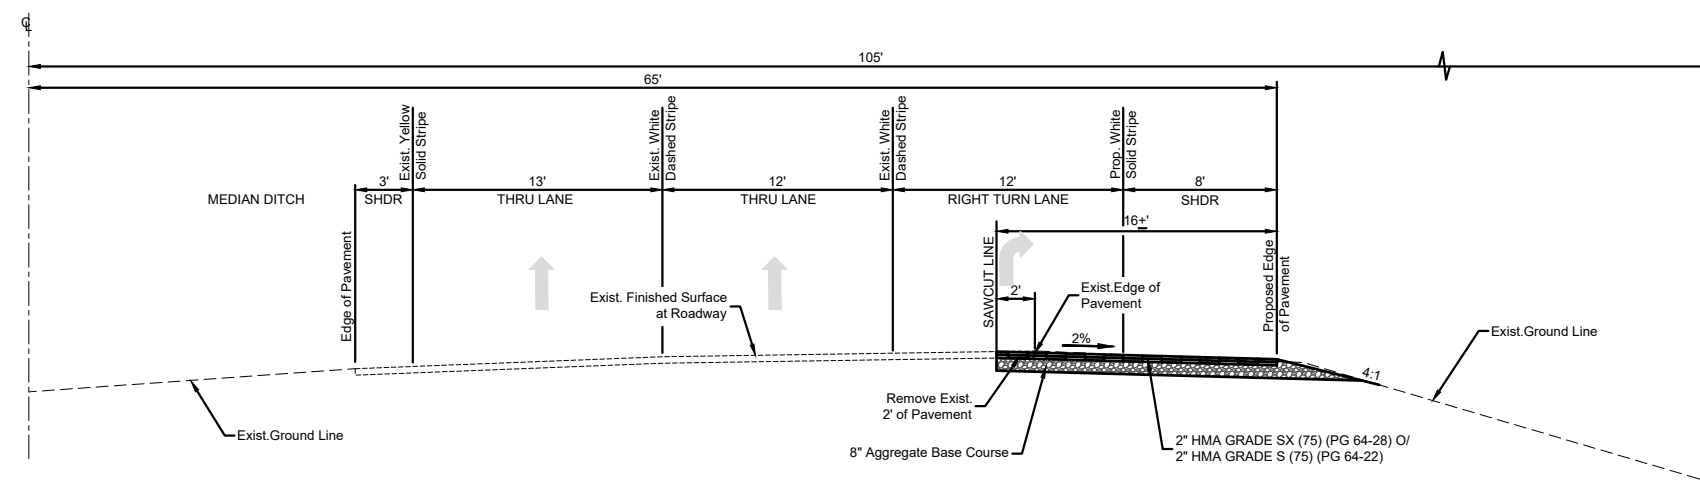 ℄
105'
65'
Exist. Yellow
Solid Stripe
Exist. White
Dashed Stripe
Exist. White
Dashed Stripe
Prop. White
Solid Stripe
3'
13'
12'
12'
8'
MEDIAN DITCH
SHDR
THRU LANE
THRU LANE
RIGHT TURN LANE
SHDR
16±'
Edge of Pavement
SAWCUT LINE
Proposed Edge
of Pavement
2'
Exist.Edge of
Pavement
Exist. Finished Surface
at Roadway
2%
Exist.Ground Line
4:1
Remove Exist.
2' of Pavement
Exist.Ground Line
8" Aggregate Base Course
2" HMA GRADE SX (75) (PG 64-28) O/
2" HMA GRADE S (75) (PG 64-22)